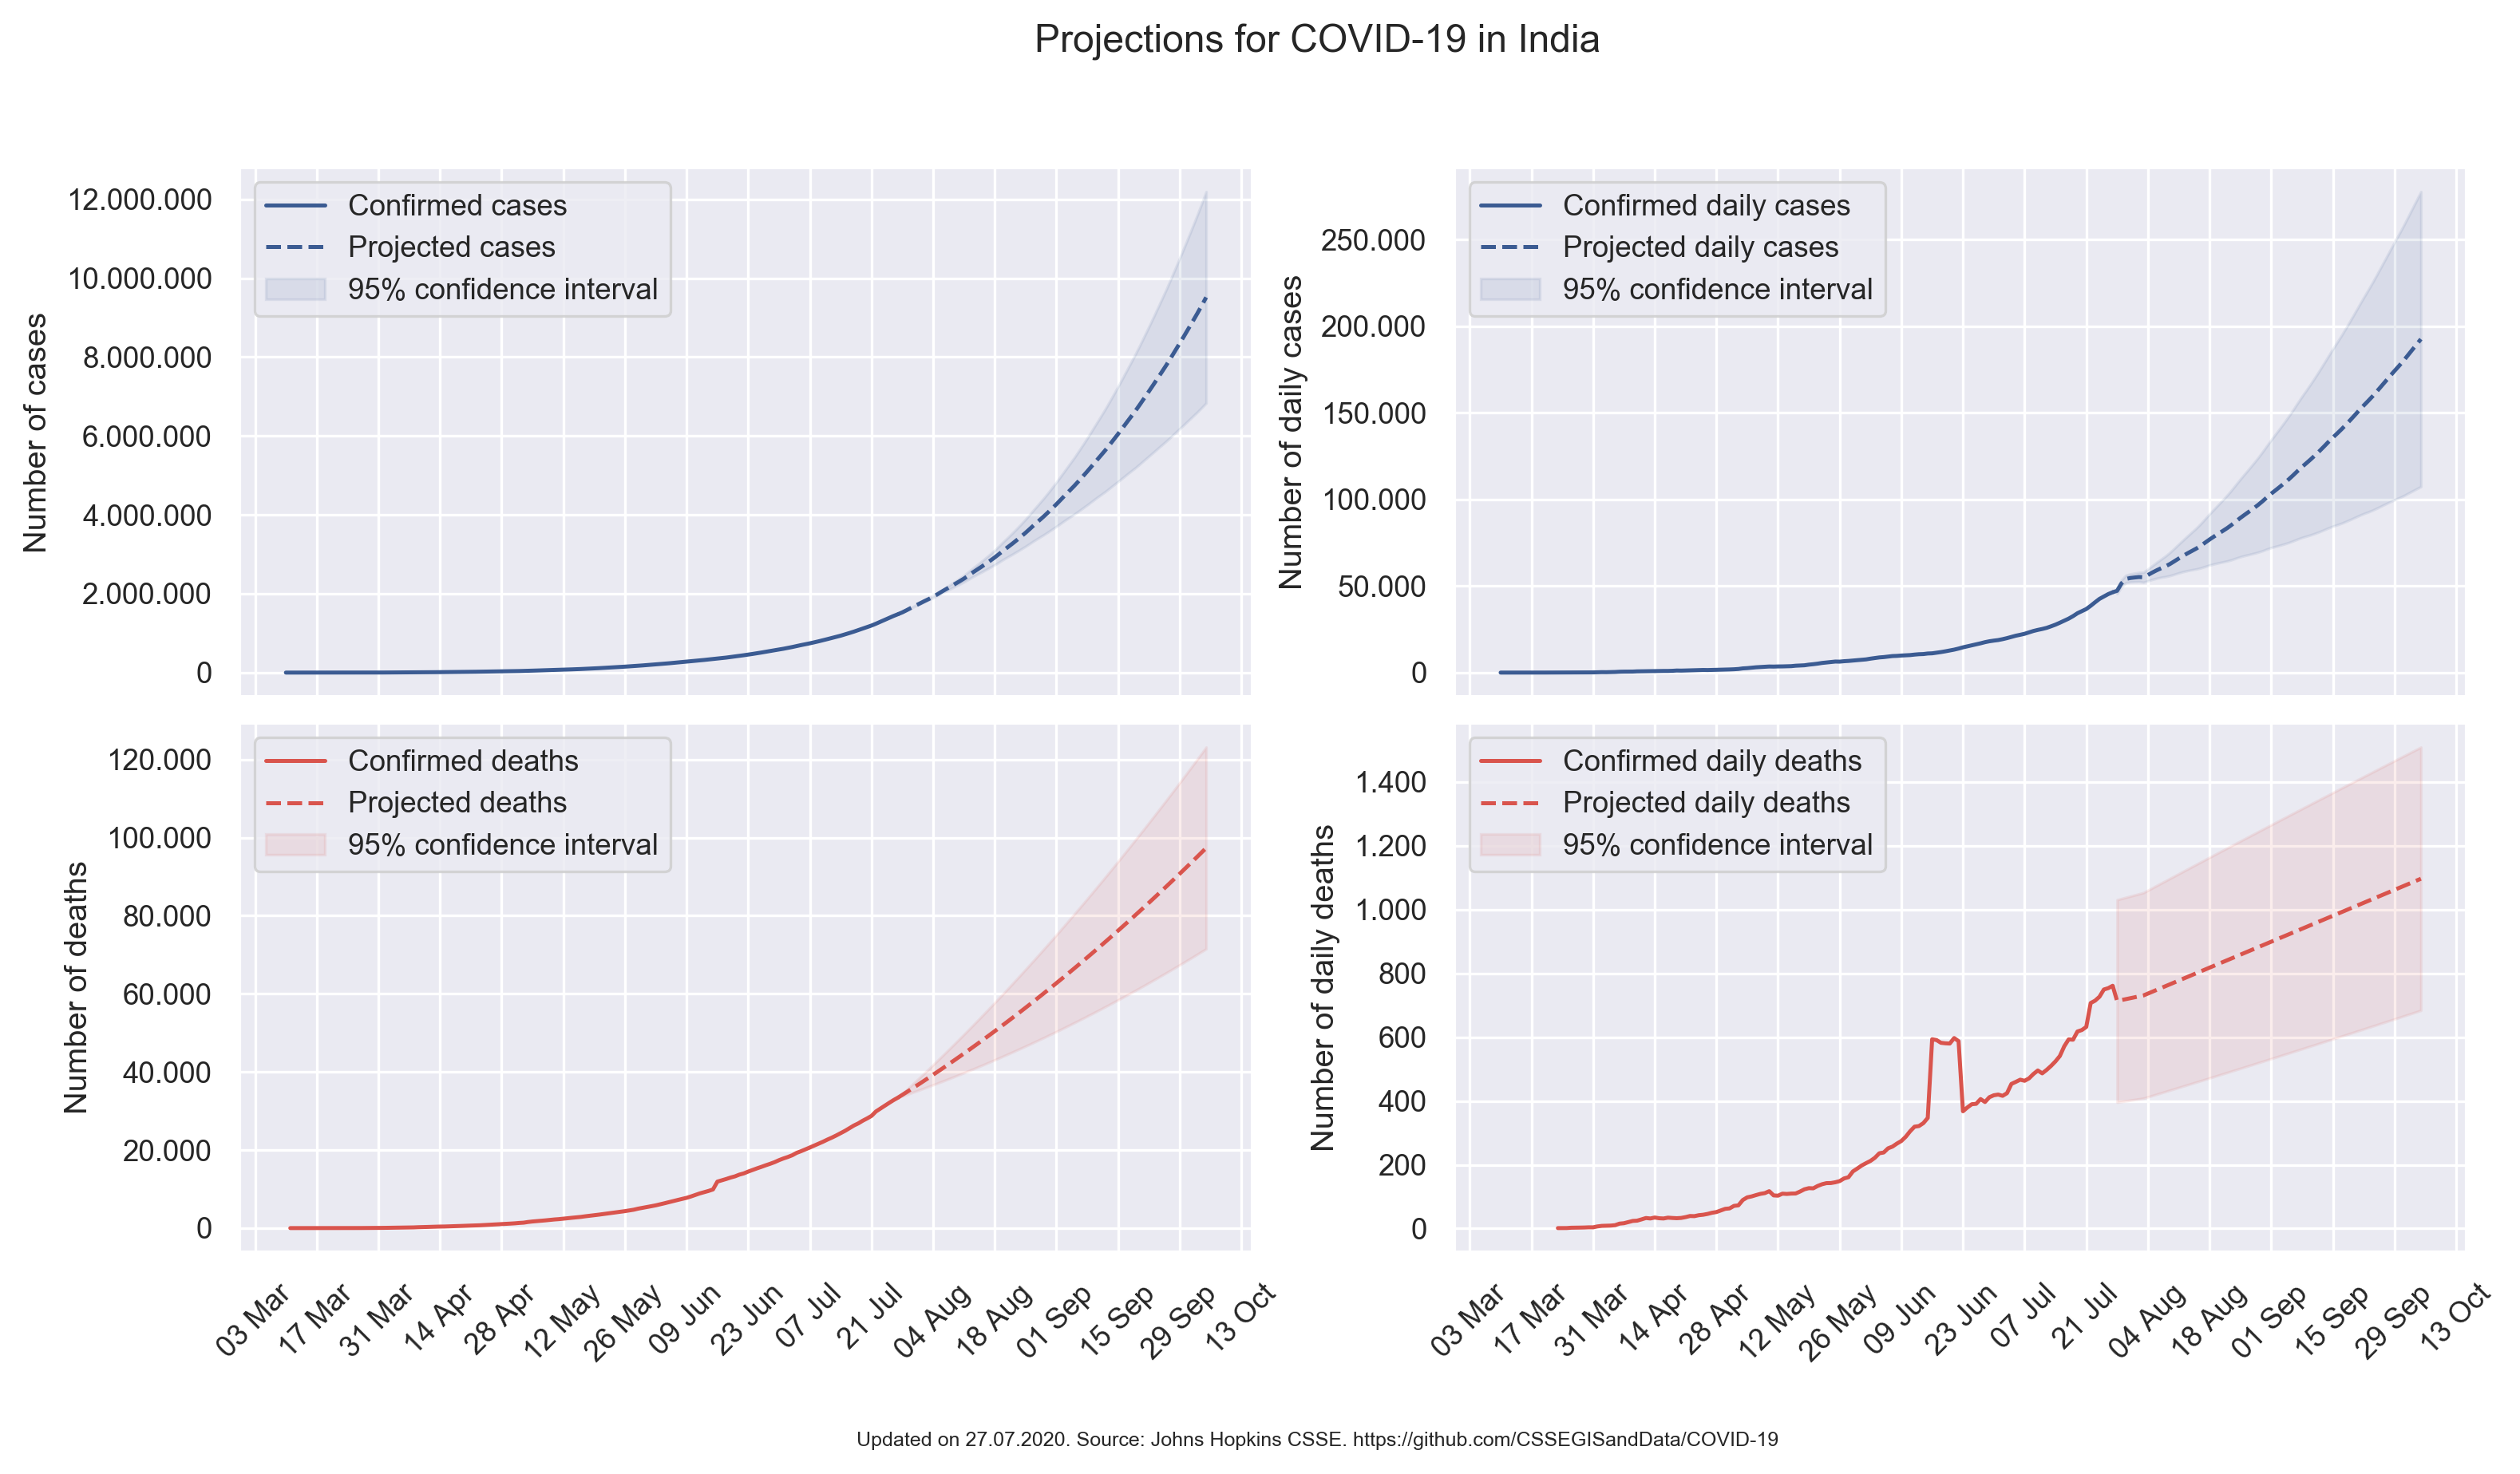 Projections for COVID-19 in India
Number of cases
12.000.000
10.000.000
8.000.000
6.000.000
4.000.000
2.000.000
0
Confirmed cases
Projected cases
95% confidence interval
Number of daily cases
250.000
200.000
150.000
100.000
50.000
0
Confirmed daily cases
Projected daily cases
95% confidence interval
Number of deaths
120.000
100.000
80.000
60.000
40.000
20.000
0
Confirmed deaths
Projected deaths
95% confidence interval
03 Mar
17 Mar
31 Mar
14 Apr
28 Apr
12 May
26 May
09 Jun
23 Jun
07 Jul
21 Jul
04 Aug
18 Aug
01 Sep
15 Sep
29 Sep
13 Oct
Number of daily deaths
1.400
1.200
1.000
800
600
400
200
0
Confirmed daily deaths
Projected daily deaths
95% confidence interval
03 Mar
17 Mar
31 Mar
14 Apr
28 Apr
12 May
26 May
09 Jun
23 Jun
07 Jul
21 Jul
04 Aug
18 Aug
01 Sep
15 Sep
29 Sep
13 Oct
Updated on 27.07.2020. Source: Johns Hopkins CSSE. https://github.com/CSSEGISandData/COVID-19